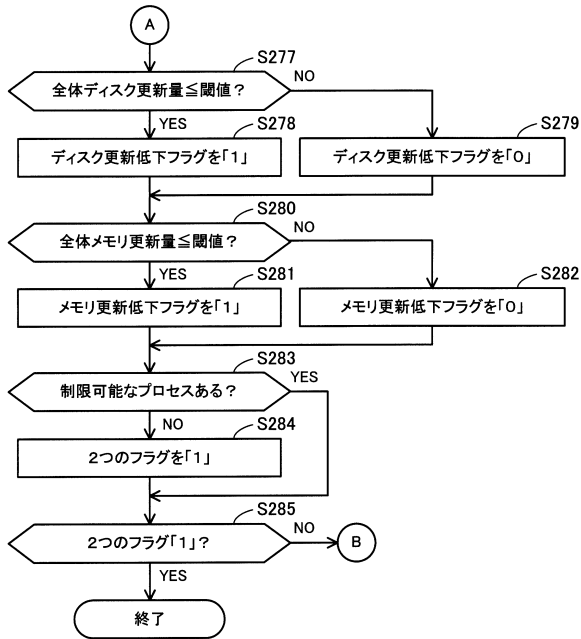 A
S277
全体ディスク更新量≦閾値？
NO
YES
S278
ディスク更新低下フラグを「1」
S279
ディスク更新低下フラグを「0」
S280
全体メモリ更新量≦閾値？
NO
YES
S281
メモリ更新低下フラグを「1」
S282
メモリ更新低下フラグを「0」
S283
制限可能なプロセスある？
YES
NO
S284
2つのフラグを「1」
S285
2つのフラグ「1」？
NO
B
YES
終了